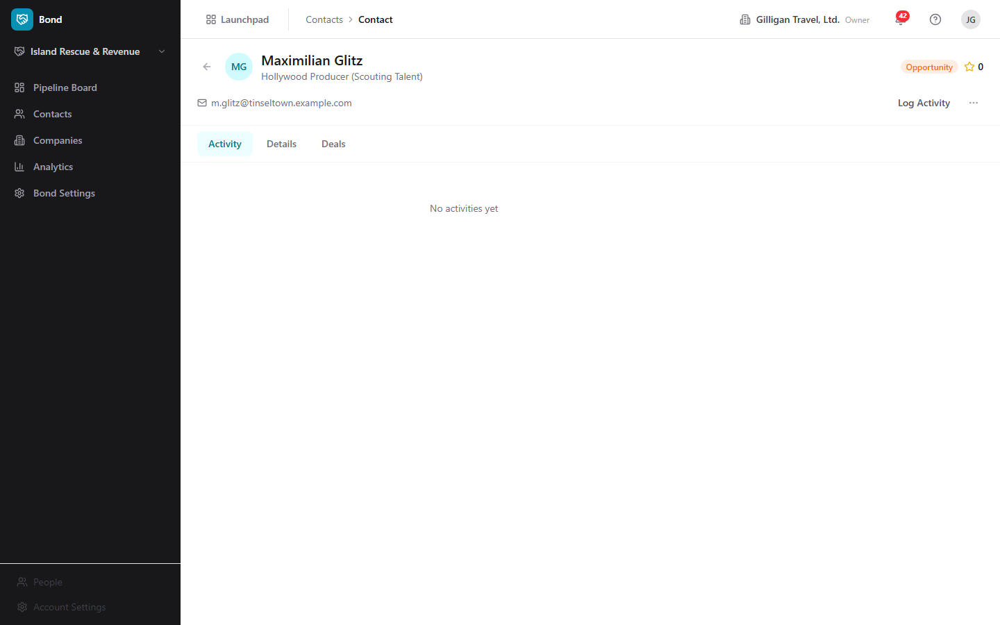 Bond
Island Rescue & Revenue
Pipeline Board
Contacts
Companies
Analytics
Bond Settings
People
Account Settings
Launchpad
Contacts > Contact
Gilligan Travel, Ltd. Owner
42
JG
MG
Maximilian Glitz
Hollywood Producer (Scouting Talent)
Opportunity 0
m.glitz@tinseltown.example.com
Log Activity
Activity Details Deals
No activities yet